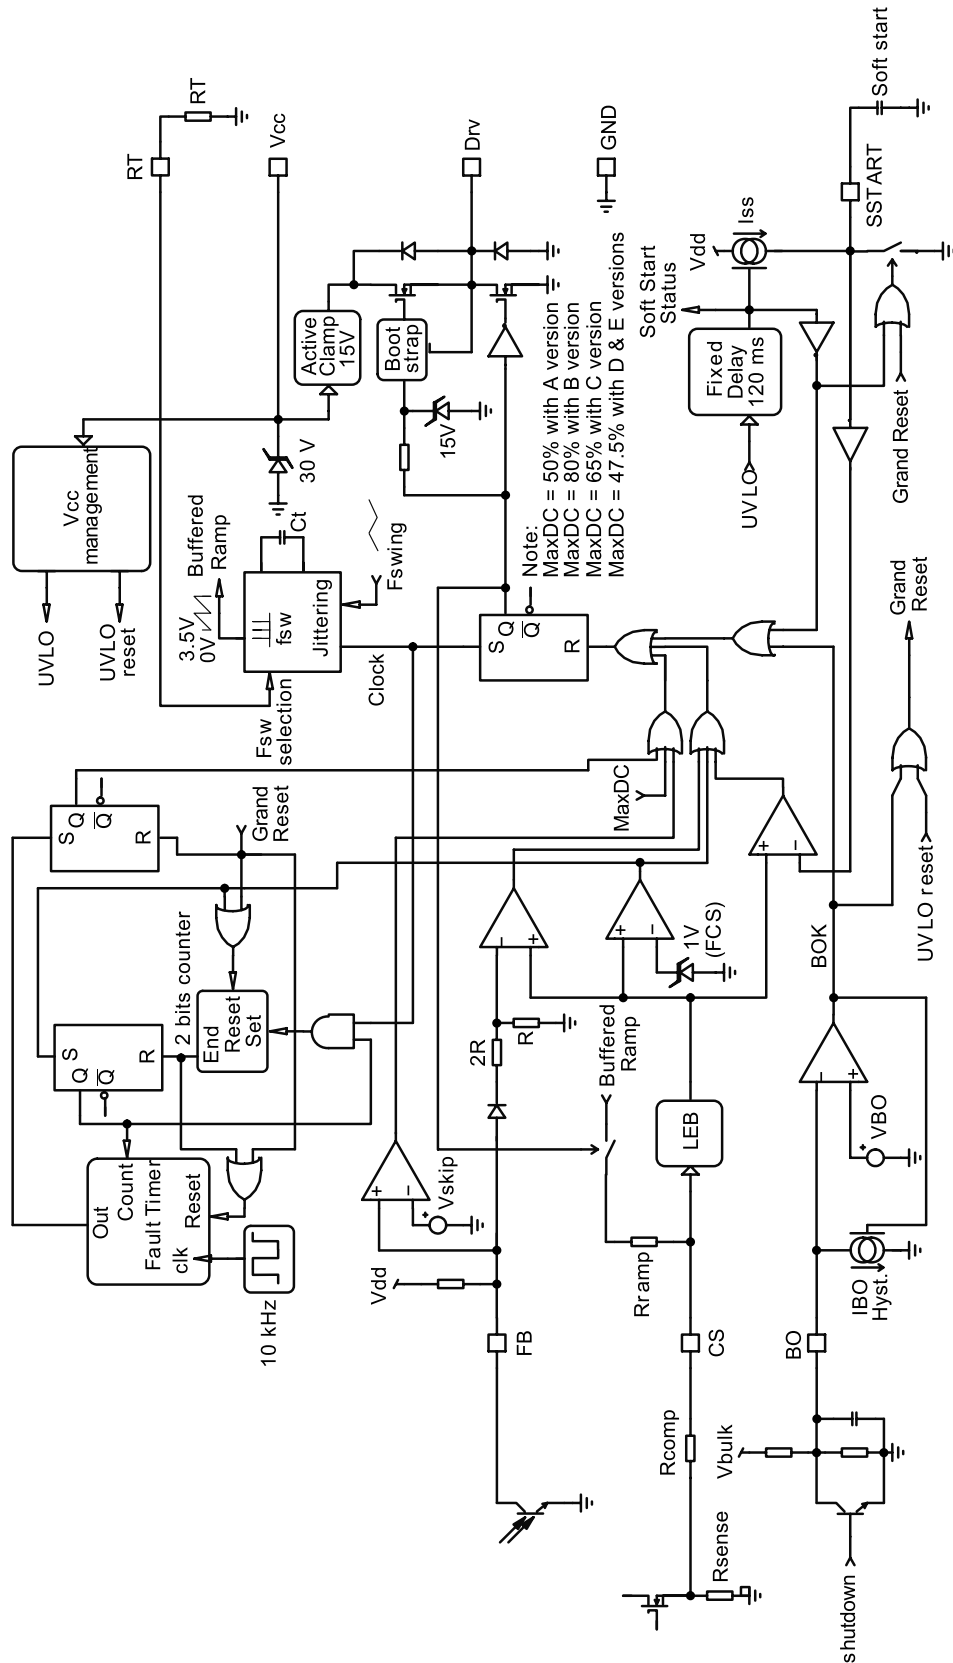 Out
Count
Fault Timer
clk
Reset
10 kHz
S
Q
Q
R
2 bits counter
End
Reset
Set
S
Q
Q
R
Grand
Reset
UVLO
UVLO
reset
Vcc
management
Fsw
selection
3.5V
0V
Buffered
Ramp
fsw
Jittering
Ct
Fswing
Clock
30 V
RT
RT
Vcc
Active
Clamp
15V
Boot
strap
15V
Drv
GND
S
Q
Q
R
Note:
MaxDC = 50% with A version
MaxDC = 80% with B version
MaxDC = 65% with C version
MaxDC = 47.5% with D & E versions
Vdd
FB
+
−
+
Vskip
2R
R
−
+
+
−
1V
(FCS)
MaxDC
+
−
Buffered
Ramp
LEB
Rramp
CS
Rcomp
Rsense
Soft Start
Status
Vdd
Iss
Fixed
Delay
120 ms
UVLO
Grand Reset
SSTART
Soft start
Grand
Reset
UVLO reset
BOK
−
+
+
VBO
IBO
Hyst.
BO
Vbulk
shutdown